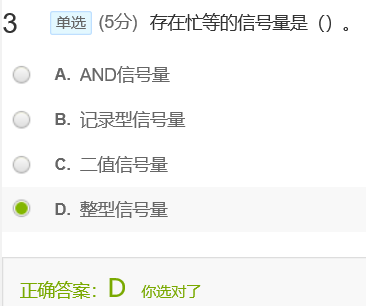 3 单选 (5分) 存在忙等的信号量是（）。
A. AND信号量
B. 记录型信号量
C. 二值信号量
D. 整型信号量
正确答案：D 你选对了